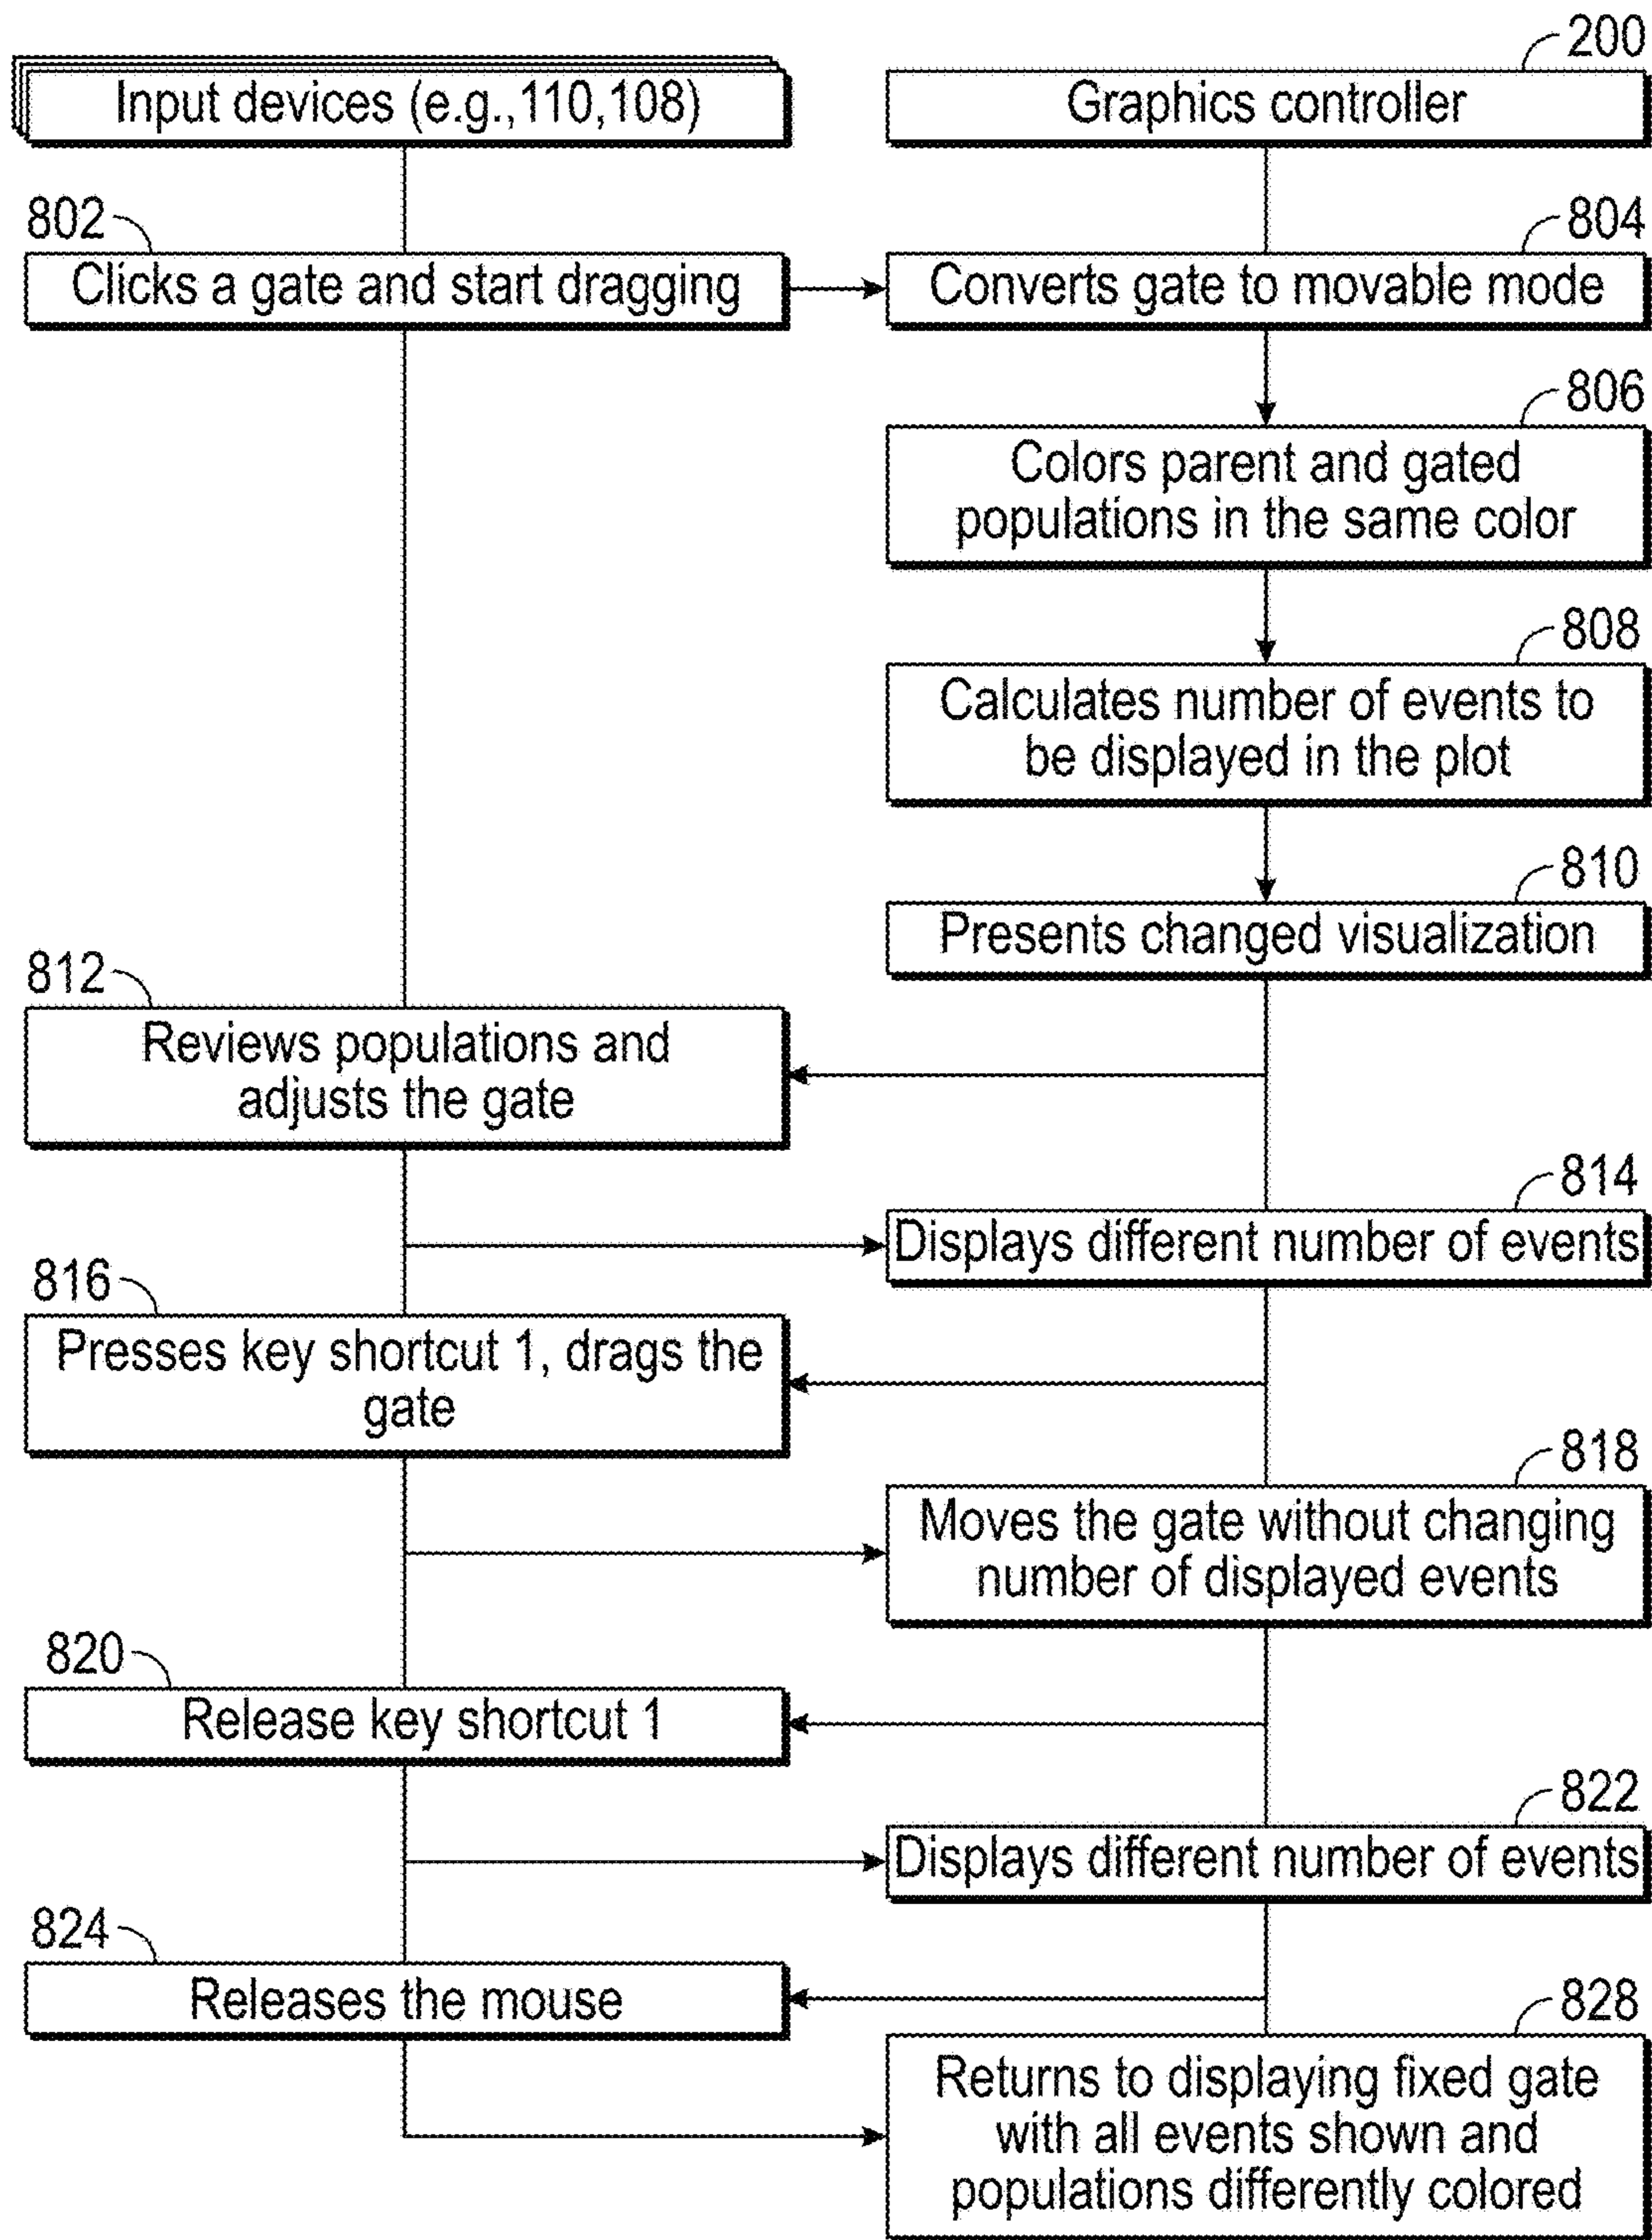 200
Input devices (e.g.,110,108)
Graphics controller
802
804
Clicks a gate and start dragging
Converts gate to movable mode
806
Colors parent and gated
populations in the same color
808
Calculates number of events to
be displayed in the plot
810
Presents changed visualization
812
Reviews populations and
adjusts the gate
814
Displays different number of events
816
Presses key shortcut 1, drags the
gate
818
Moves the gate without changing
number of displayed events
820
Release key shortcut 1
822
Displays different number of events
824
Releases the mouse
828
Returns to displaying fixed gate
with all events shown and
populations differently colored